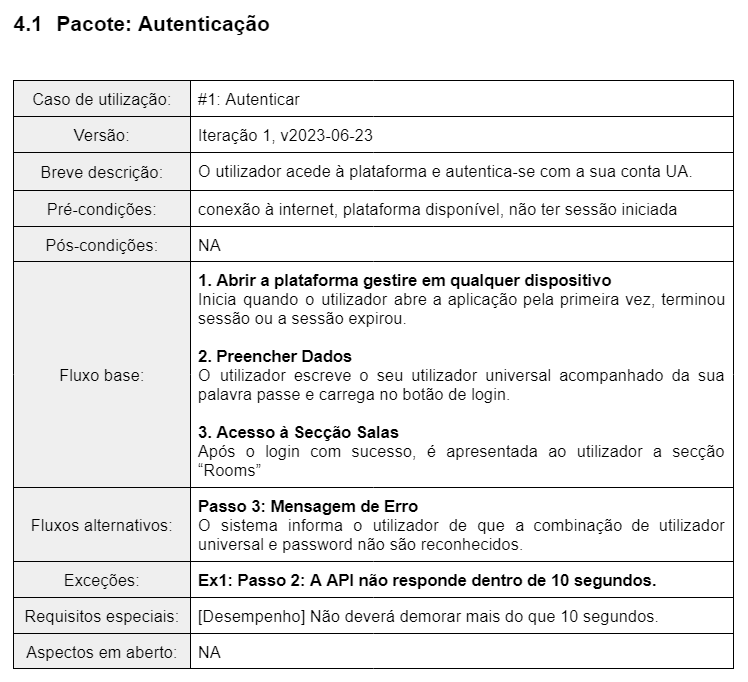 4.1 Pacote: Autenticação
Caso de utilização: #1: Autenticar
Versão: Iteração 1, v2023-06-23
Breve descrição: O utilizador acede à plataforma e autentica-se com a sua conta UA.
Pré-condições: conexão à internet, plataforma disponível, não ter sessão iniciada
Pós-condições: NA
Fluxo base:
1. Abrir a plataforma gestire em qualquer dispositivo
Inicia quando o utilizador abre a aplicação pela primeira vez, terminou
sessão ou a sessão expirou.
2. Preencher Dados
O utilizador escreve o seu utilizador universal acompanhado da sua
palavra passe e carrega no botão de login.
3. Acesso à Secção Salas
Após o login com sucesso, é apresentada ao utilizador a secção
“Rooms”
Fluxos alternativos:
Passo 3: Mensagem de Erro
O sistema informa o utilizador de que a combinação de utilizador
universal e password não são reconhecidos.
Exceções: Ex1: Passo 2: A API não responde dentro de 10 segundos.
Requisitos especiais: [Desempenho] Não deverá demorar mais do que 10 segundos.
Aspectos em aberto: NA